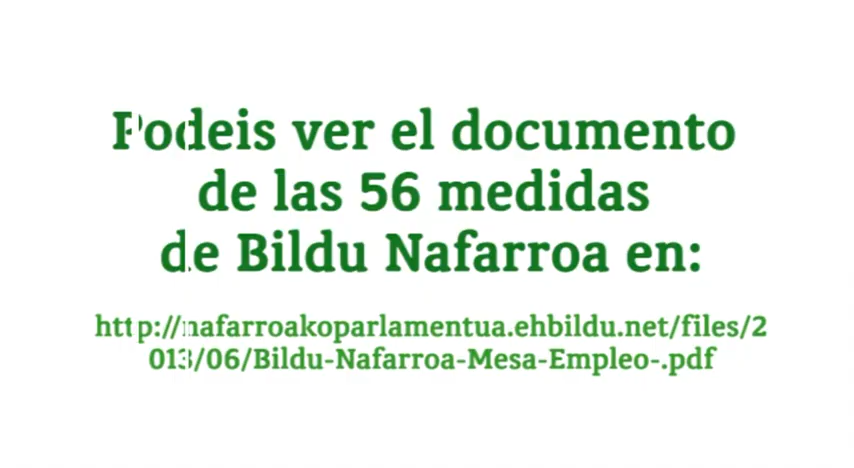 Podeis ver el documento
de las 56 medidas
de Bildu Nafarroa en:
http://nafarroakoparlamentua.ehbildu.net/files/2
013/06/Bildu-Nafarroa-Mesa-Empleo-.pdf